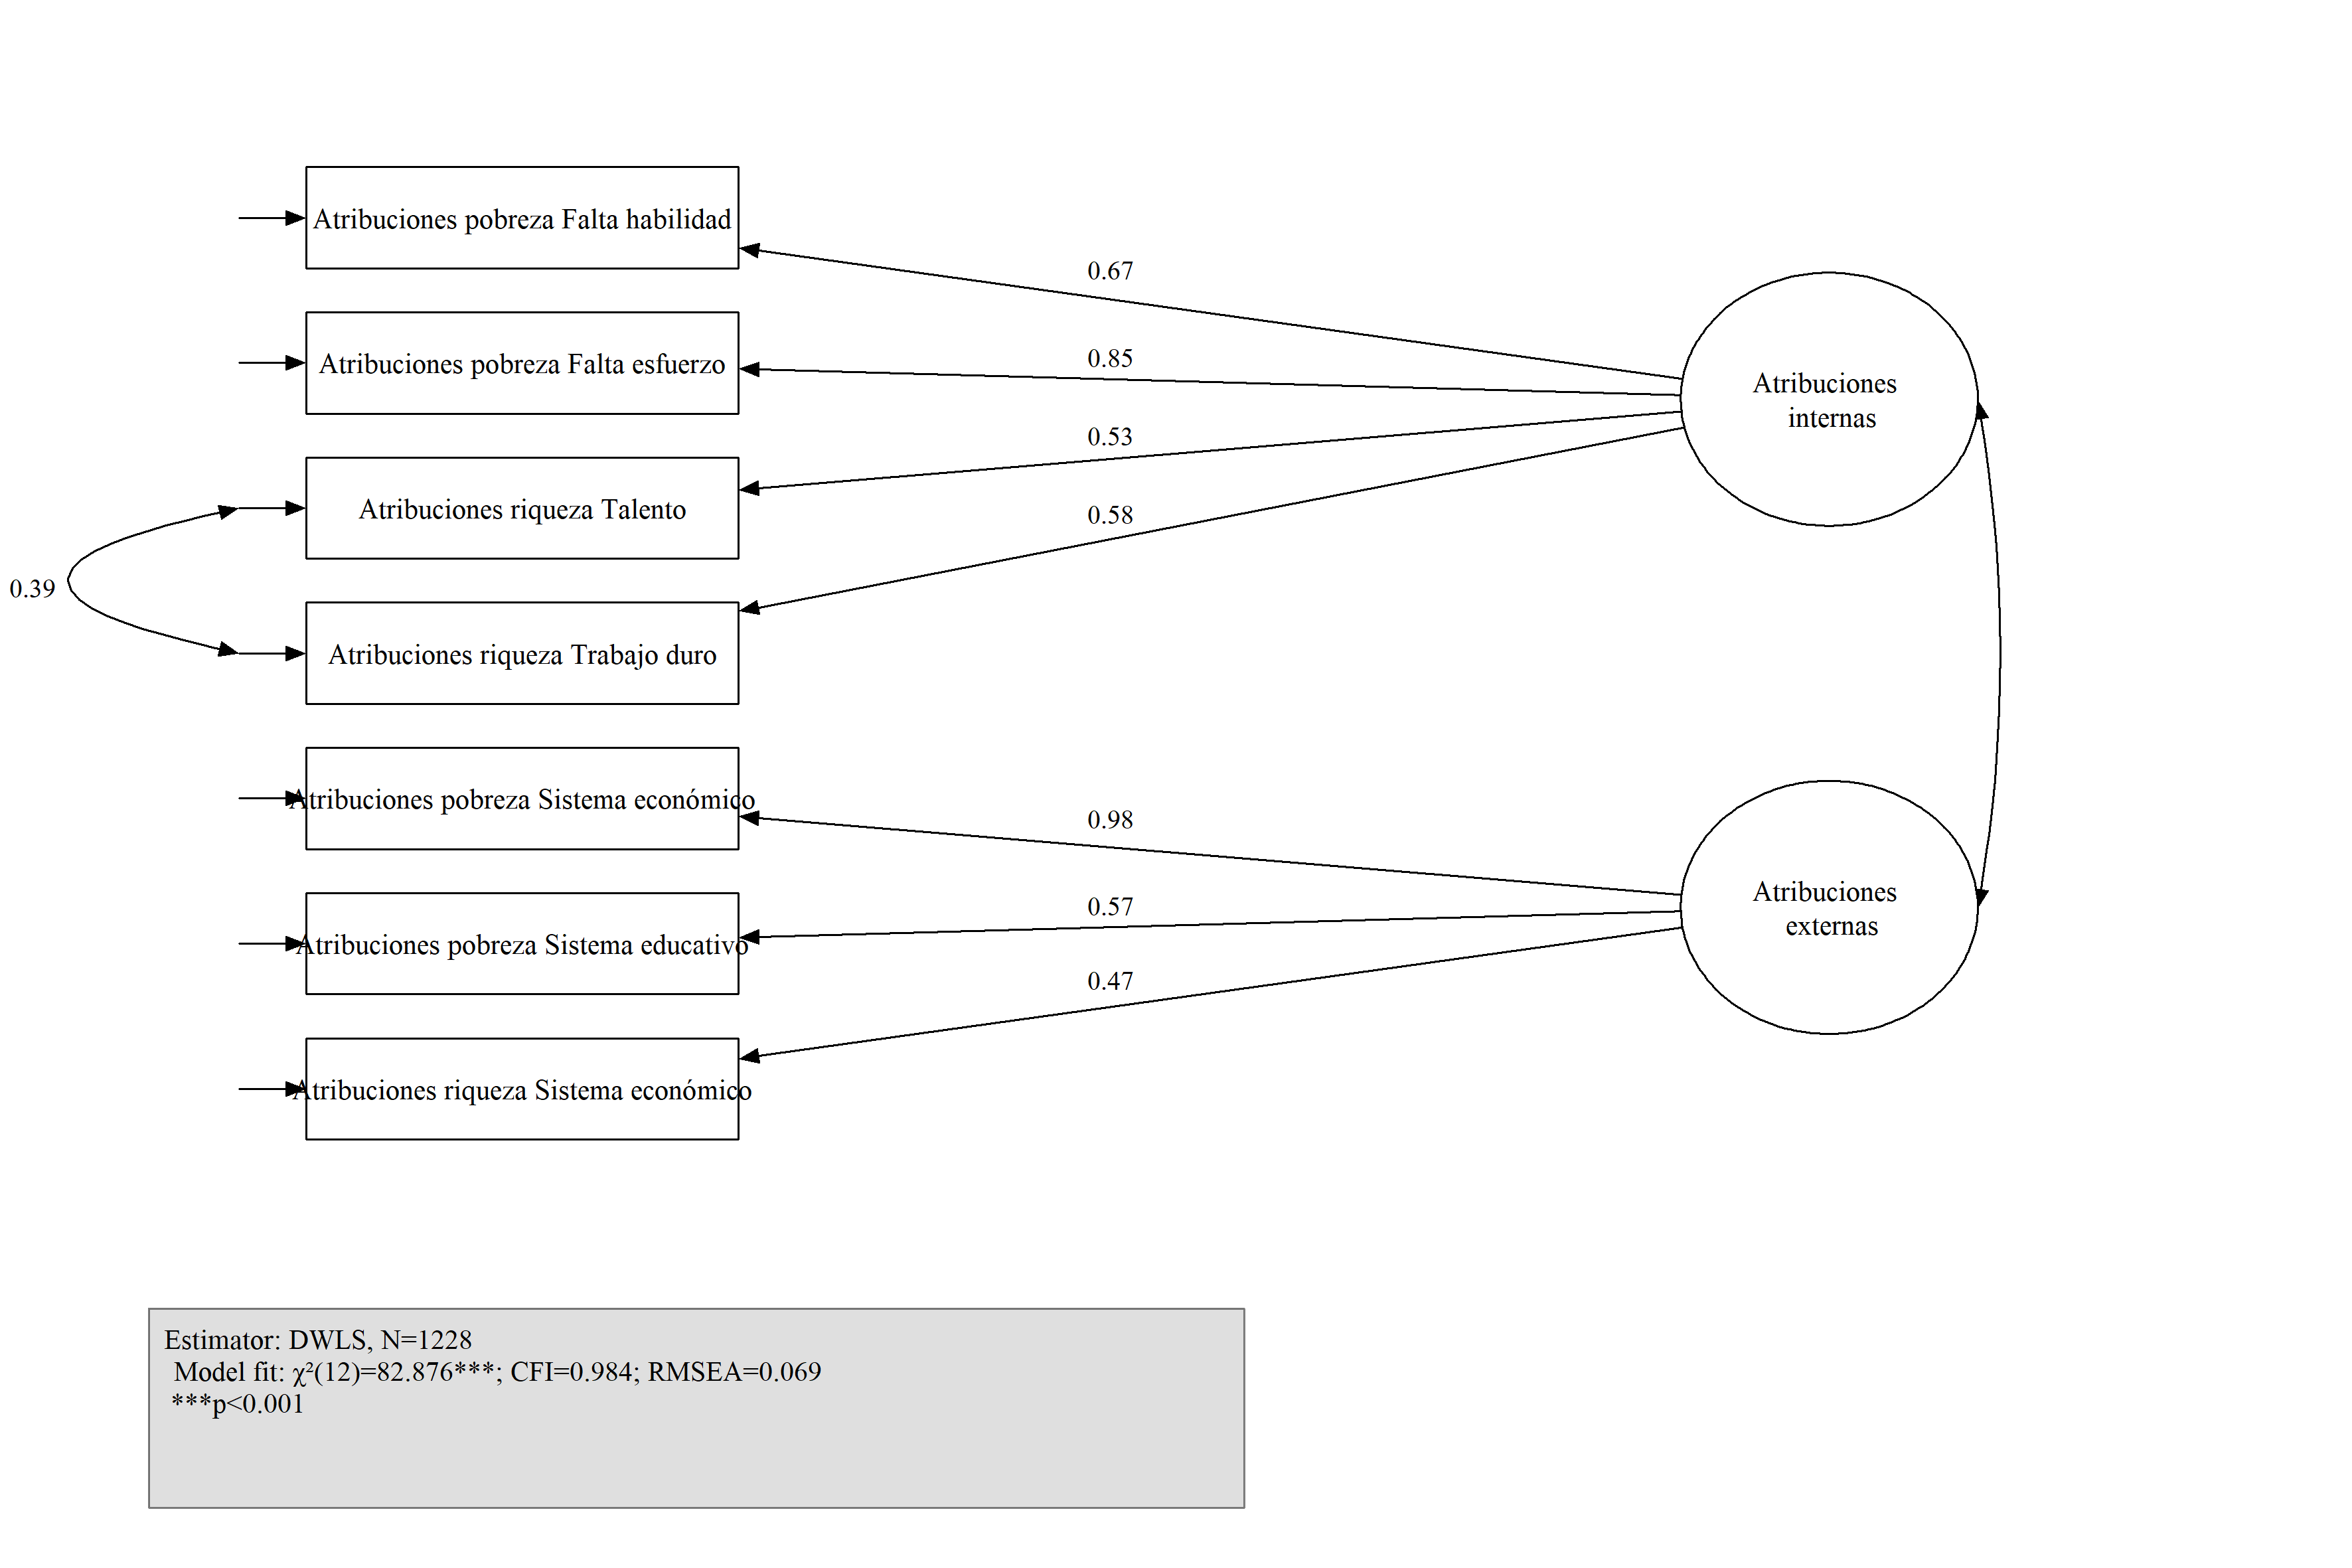 Atribuciones pobreza Falta habilidad
0.67
Atribuciones pobreza Falta esfuerzo
0.85
Atribuciones
internas
0.53
Atribuciones riqueza Talento
0.58
0.39
Atribuciones riqueza Trabajo duro
Atribuciones pobreza Sistema económico
0.98
Atribuciones pobreza Sistema educativo
0.57
Atribuciones
externas
0.47
Atribuciones riqueza Sistema económico
Estimator: DWLS, N=1228
Model fit: χ²(12)=82.876***; CFI=0.984; RMSEA=0.069
***p<0.001